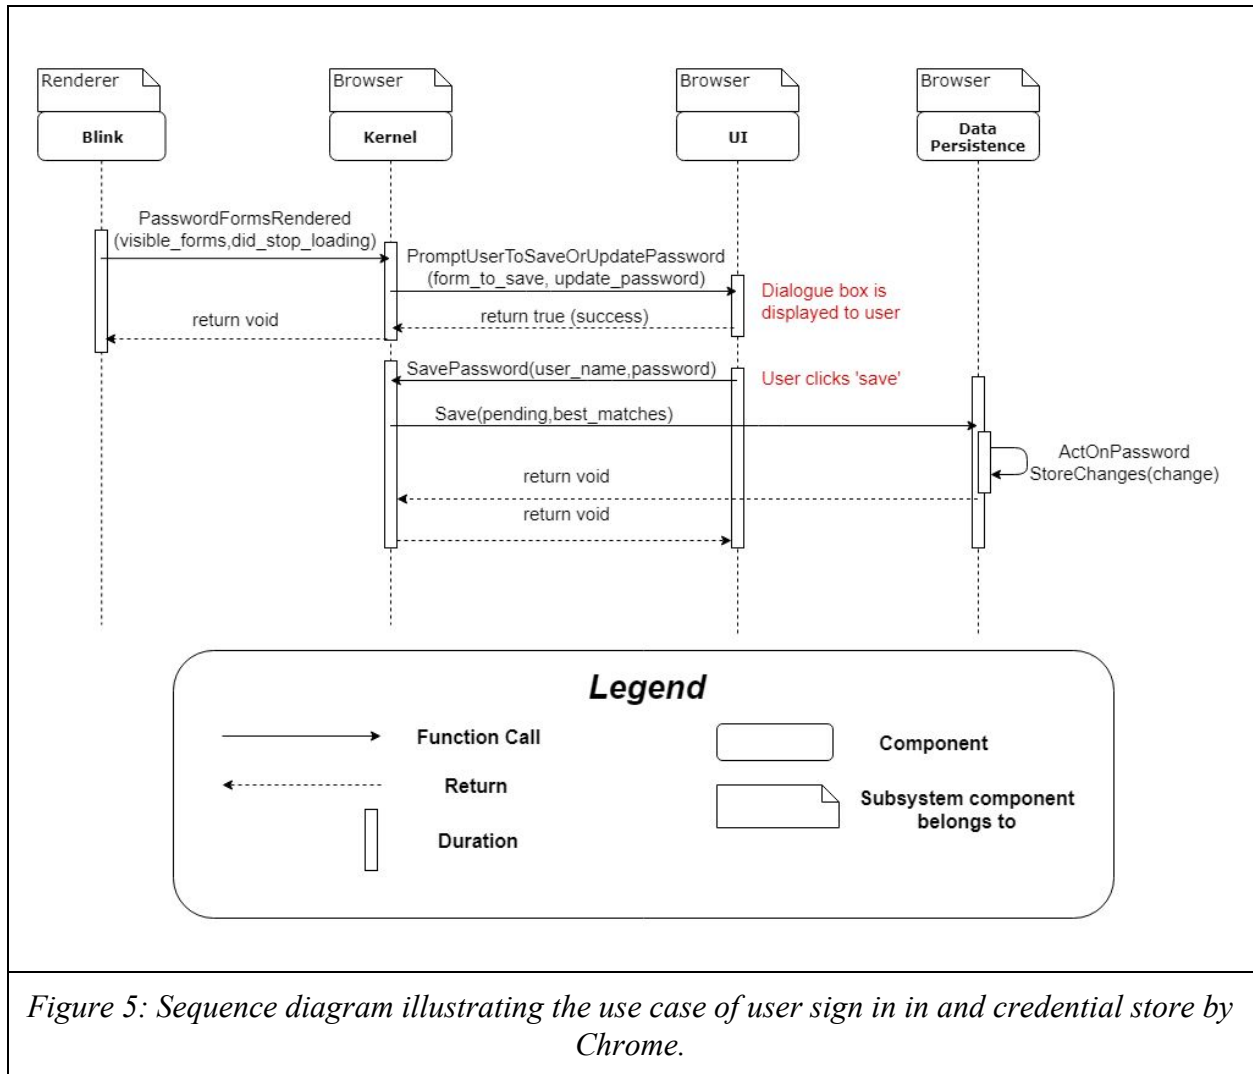 Renderer
Browser
Browser
Browser
Blink
Kernel
UI
Data
Persistence
PasswordFormsRendered
(visible_forms,did_stop_loading)
PromptUserToSaveOrUpdatePassword
(form_to_save, update_password)
Dialogue box is
displayed to user
return void
return true (success)
SavePassword(user_name,password)
User clicks 'save'
Save(pending,best_matches)
ActOnPassword
StoreChanges(change)
return void
return void
Legend
Function Call
Component
Return
Subsystem component
belongs to
Duration
Figure 5: Sequence diagram illustrating the use case of user sign in in and credential store by
Chrome.